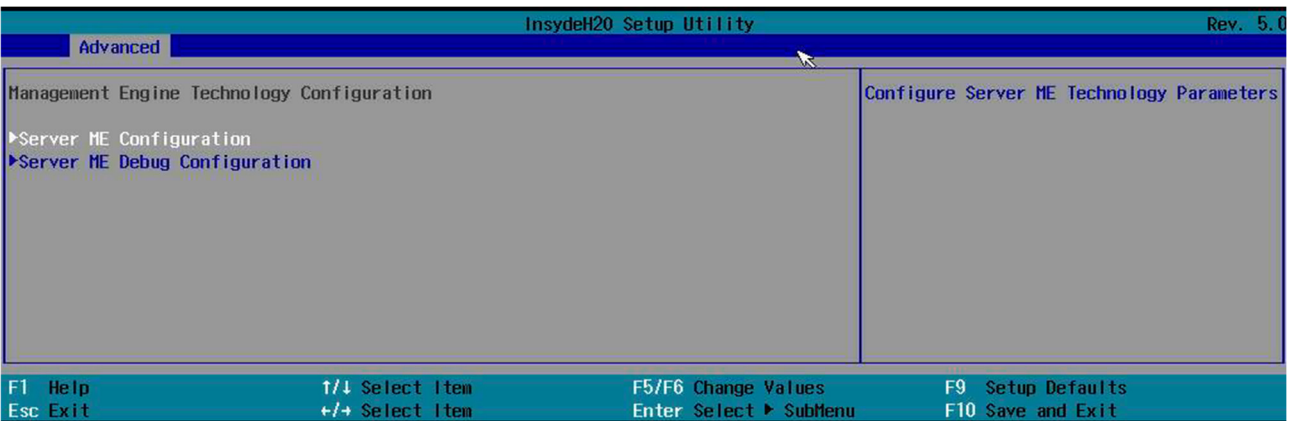 InsydeH20 Setup Utility Rev. 5.0
Advanced
Management Engine Technology Configuration
Configure Server ME Technology Parameters
▶Server ME Configuration
▶Server ME Debug Configuration
F1 Help ↑/↓ Select Item F5/F6 Change Values F9 Setup Defaults
Esc Exit ←/→ Select Item Enter Select ▶ SubMenu F10 Save and Exit